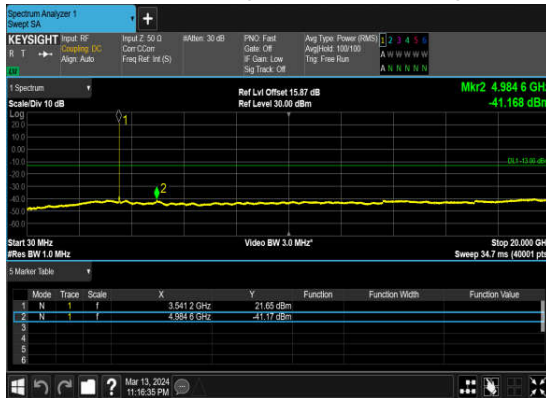 Spectrum Analyzer 1
Swept SA
KEYSIGHT Input: RF Input Z: 50 Ω #Atten: 30 dB PNO: Fast Avg Type: Power (RMS) 1 2 3 4 5 6
R T Coupling: DC Corr CCorr Gate: Off Avg|Hold: 100/100 A W W W W W
Align: Auto Freq Ref: Int (S) IF Gain: Low Trig: Free Run
Sig Track: Off A N N N N N
1 Spectrum Ref Lvl Offset 15.87 dB Mkr2 4.984 6 GHz
Scale/Div 10 dB Ref Level 30.00 dBm -41.168 dBm
Log
20.0
10.0
0.00
-10.0
-20.0
-30.0
-40.0
-50.0
-60.0
1
2
Start 30 MHz Video BW 3.0 MHz* Stop 20.000 GHz
#Res BW 1.0 MHz Sweep 34.7 ms (40001 pts)
5 Marker Table
Mode Trace Scale X Y Function Function Width Function Value
1 N 1 f 3.541 2 GHz 21.65 dBm
2 N 1 f 4.984 6 GHz -41.17 dBm
3
4
5
6
? Mar 13, 2024
11:16:35 PM